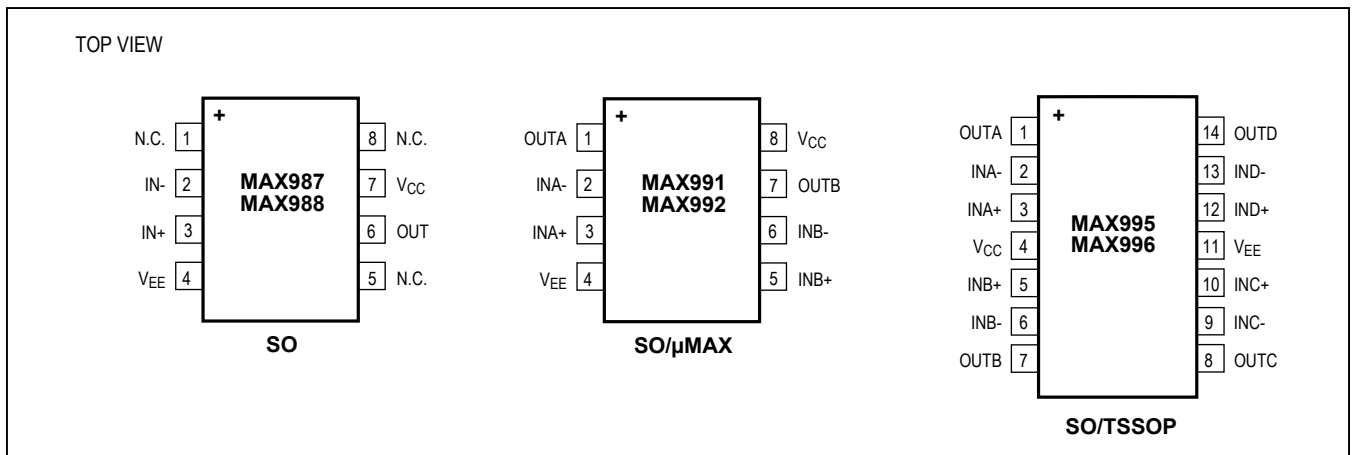 TOP VIEW
+
N.C. 1
IN- 2
IN+ 3
VEE 4
MAX987
MAX988
8 N.C.
7 VCC
6 OUT
5 N.C.
SO
+
OUTA 1
INA- 2
INA+ 3
VEE 4
MAX991
MAX992
8 VCC
7 OUTB
6 INB-
5 INB+
SO/µMAX
+
OUTA 1
INA- 2
INA+ 3
VCC 4
INB+ 5
INB- 6
OUTB 7
MAX995
MAX996
14 OUTD
13 IND-
12 IND+
11 VEE
10 INC+
9 INC-
8 OUTC
SO/TSSOP